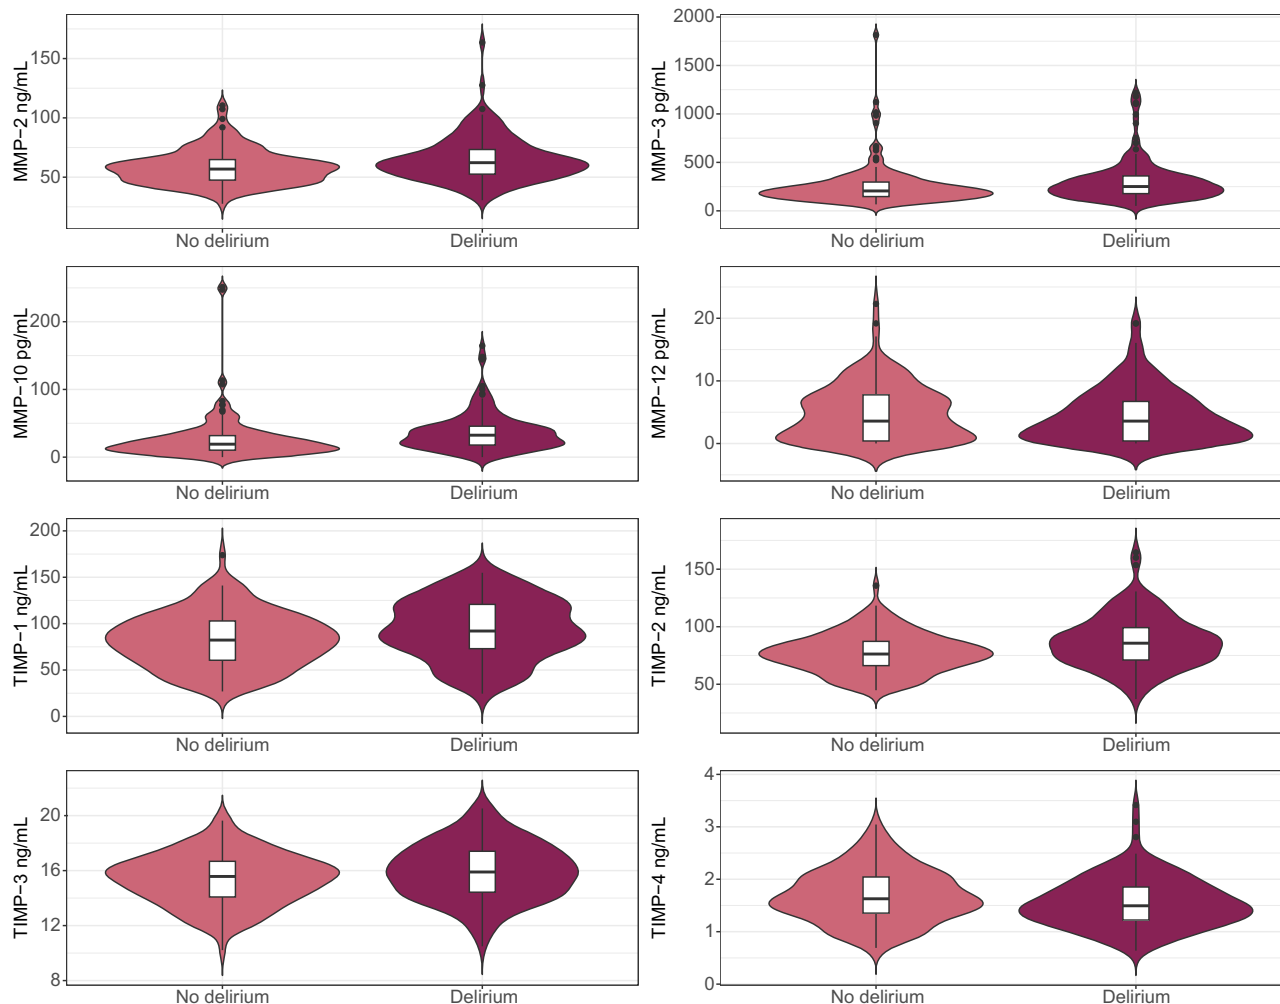 MMP−2 ng/mL
150
100
50
No delirium
Delirium
MMP−3 pg/mL
2000
1500
1000
500
0
No delirium
Delirium
MMP−10 pg/mL
200
100
0
No delirium
Delirium
MMP−12 pg/mL
20
10
0
No delirium
Delirium
TIMP−1 ng/mL
200
150
100
50
0
No delirium
Delirium
TIMP−2 ng/mL
150
100
50
No delirium
Delirium
TIMP−3 ng/mL
20
16
12
8
No delirium
Delirium
TIMP−4 ng/mL
4
3
2
1
0
No delirium
Delirium